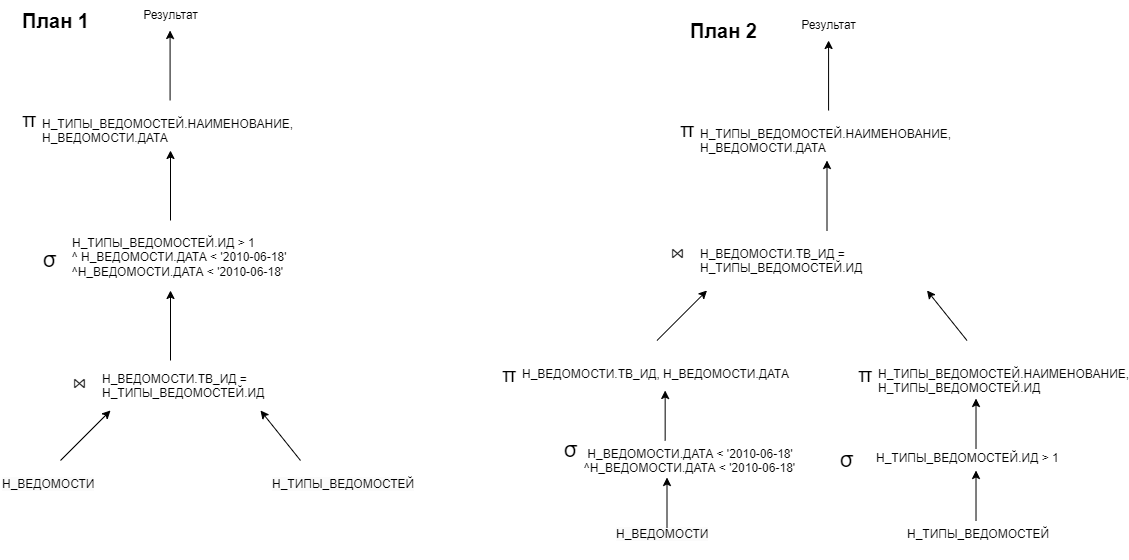 План 1
Результат
π
Н_ТИПЫ_ВЕДОМОСТЕЙ.НАИМЕНОВАНИЕ,
Н_ВЕДОМОСТИ.ДАТА
σ
Н_ТИПЫ_ВЕДОМОСТЕЙ.ИД > 1
^ Н_ВЕДОМОСТИ.ДАТА < '2010-06-18'
^Н_ВЕДОМОСТИ.ДАТА < '2010-06-18'
⋈
Н_ВЕДОМОСТИ.ТВ_ИД =
Н_ТИПЫ_ВЕДОМОСТЕЙ.ИД
Н_ВЕДОМОСТИ
Н_ТИПЫ_ВЕДОМОСТЕЙ
План 2
Результат
π
Н_ТИПЫ_ВЕДОМОСТЕЙ.НАИМЕНОВАНИЕ,
Н_ВЕДОМОСТИ.ДАТА
⋈
Н_ВЕДОМОСТИ.ТВ_ИД =
Н_ТИПЫ_ВЕДОМОСТЕЙ.ИД
π
Н_ВЕДОМОСТИ.ТВ_ИД, Н_ВЕДОМОСТИ.ДАТА
π
Н_ТИПЫ_ВЕДОМОСТЕЙ.НАИМЕНОВАНИЕ,
Н_ТИПЫ_ВЕДОМОСТЕЙ.ИД
σ
Н_ВЕДОМОСТИ.ДАТА < '2010-06-18'
^Н_ВЕДОМОСТИ.ДАТА < '2010-06-18'
σ
Н_ТИПЫ_ВЕДОМОСТЕЙ.ИД > 1
Н_ВЕДОМОСТИ
Н_ТИПЫ_ВЕДОМОСТЕЙ